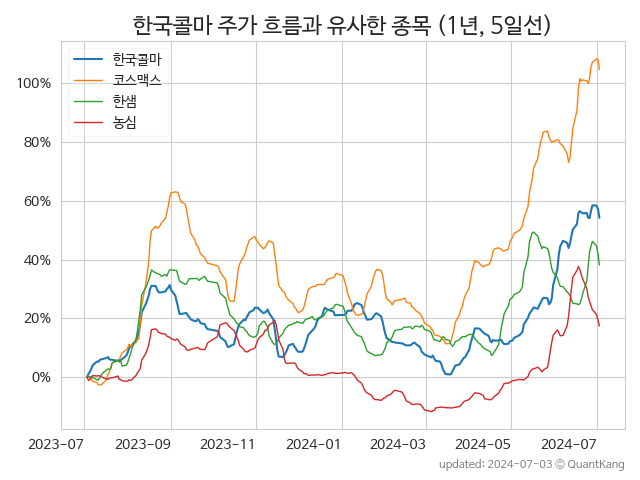 한국콜마 주가 흐름과 유사한 종목 (1년, 5일선)
한국콜마
코스맥스
한샘
농심
100%
80%
60%
40%
20%
0%
2023-07 2023-09 2023-11 2024-01 2024-03 2024-05 2024-07
updated: 2024-07-03 © QuantKang